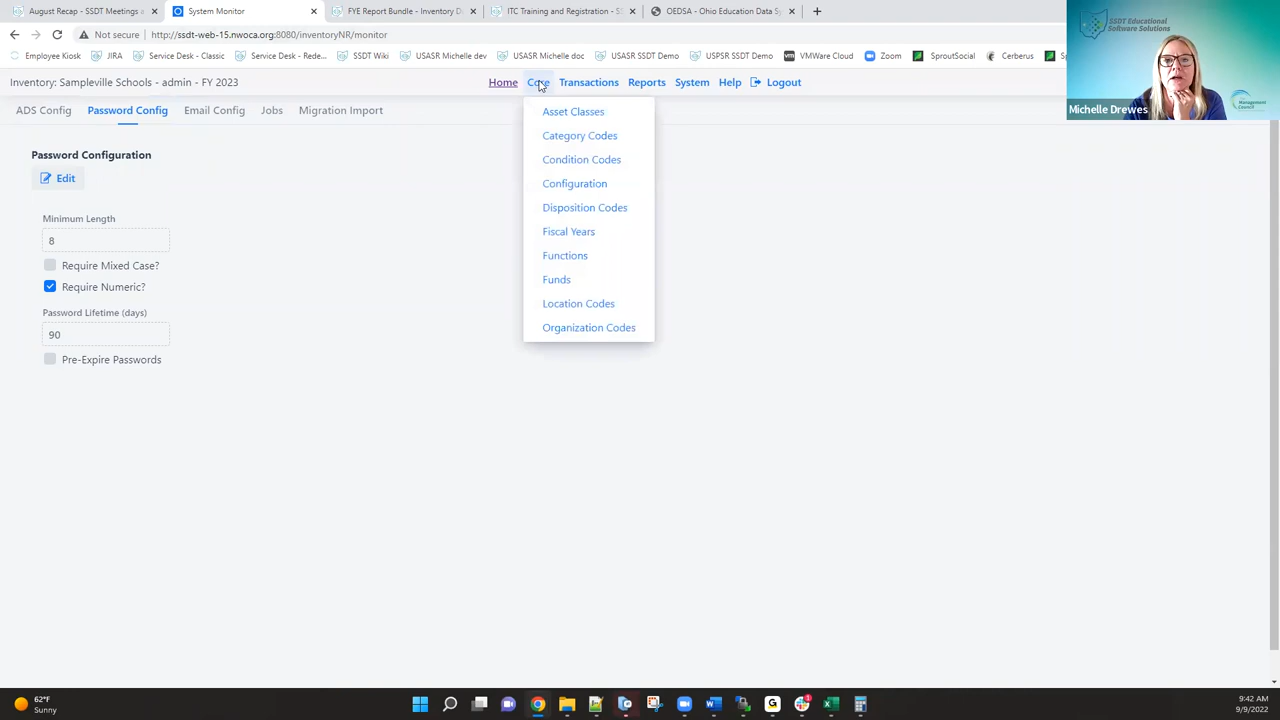 August Recap - SSDT Meetings a
System Monitor
FYE Report Bundle - Inventory D
ITC Training and Registration - S
OEDSA - Ohio Education Data Sy
Not secure
http://ssdt-web-15.nwoca.org:8080/inventoryNR/monitor
Employee Kiosk
JIRA
Service Desk - Classic
Service Desk - Rede...
SSDT Wiki
USASR Michelle dev
USASR Michelle doc
USASR SSDT Demo
USPSR SSDT Demo
VMWare Cloud
Zoom
SproutSocial
Cerberus
S
Inventory: Sampleville Schools - admin - FY 2023
Home
Core
Transactions
Reports
System
Help
Logout
ADS Config
Password Config
Email Config
Jobs
Migration Import
Asset Classes
Category Codes
Condition Codes
Configuration
Disposition Codes
Fiscal Years
Functions
Funds
Location Codes
Organization Codes
Password Configuration
Edit
Minimum Length
8
Require Mixed Case?
Require Numeric?
Password Lifetime (days)
90
Pre-Expire Passwords
SSDT Educational
Software Solutions
Michelle Drewes
Management
Council
62°F
Sunny
9:42 AM
9/9/2022